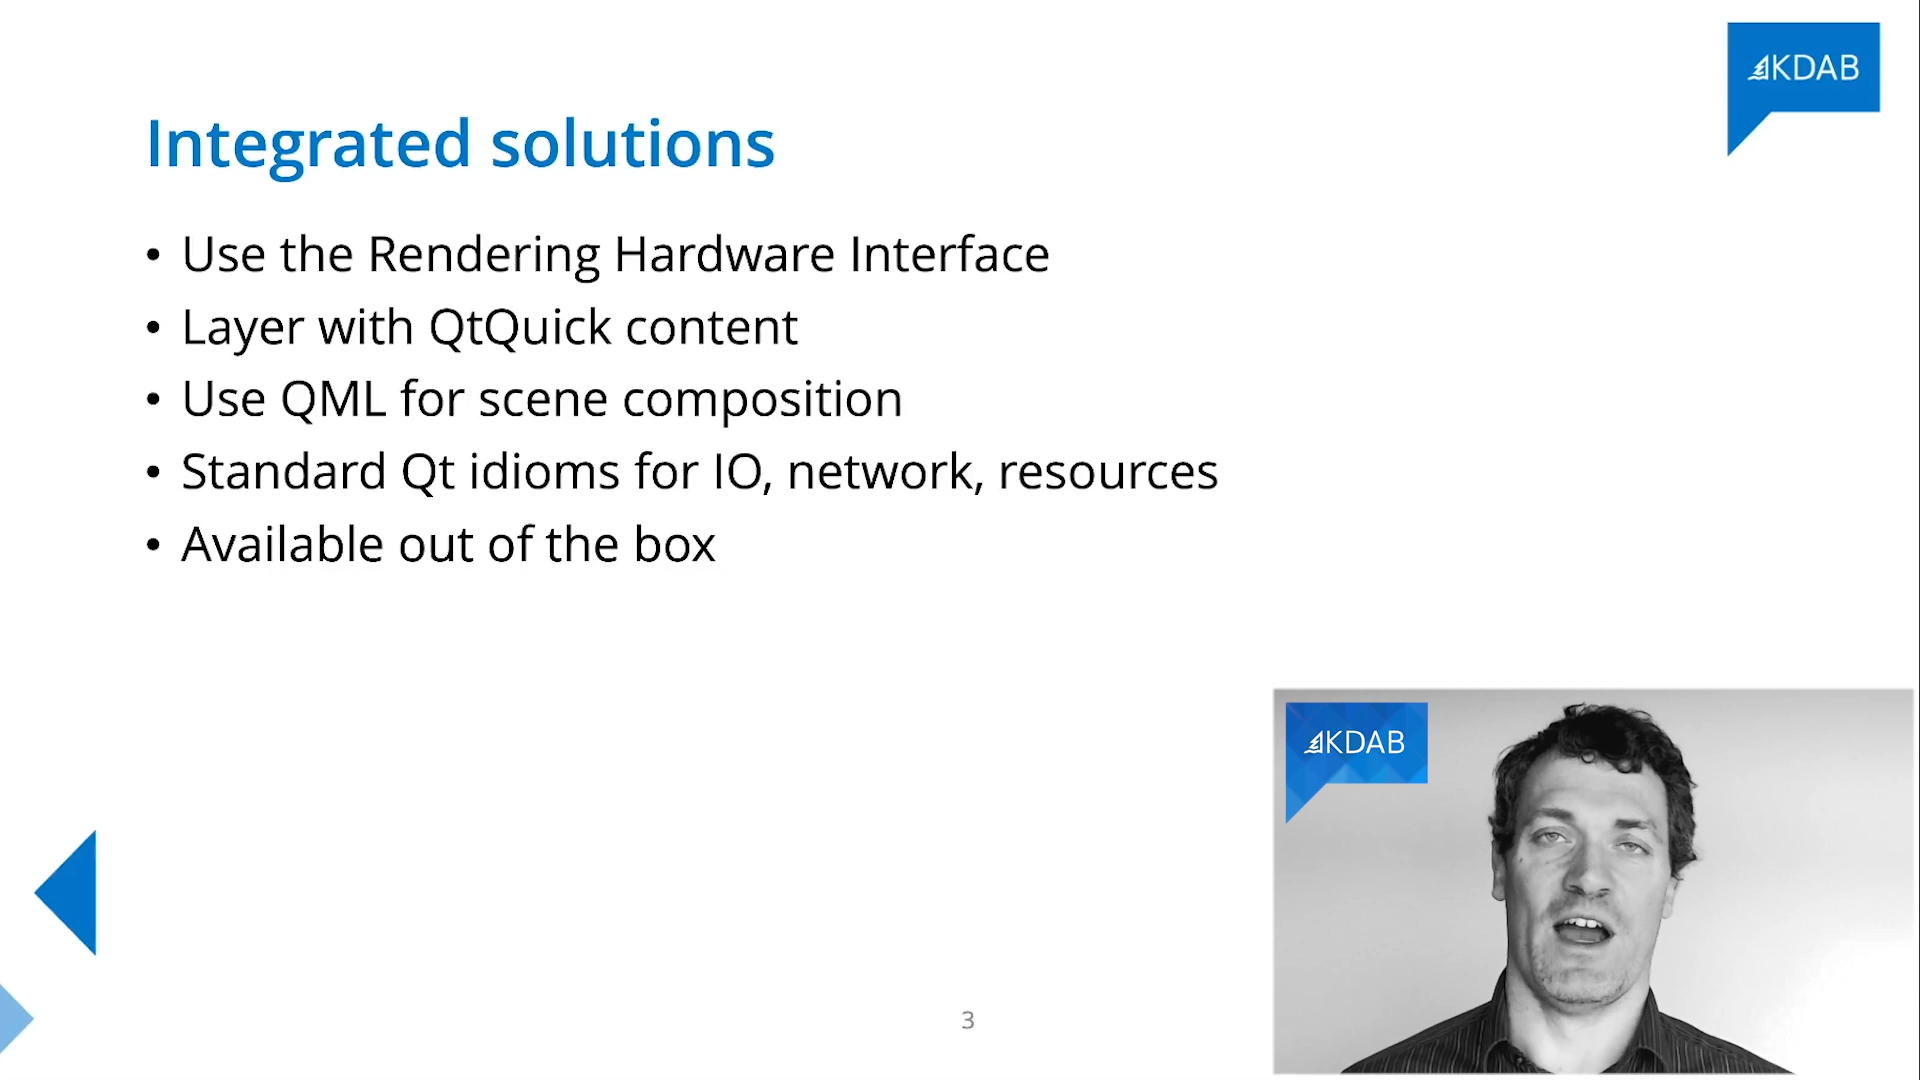 KDAB
Integrated solutions
• Use the Rendering Hardware Interface
• Layer with QtQuick content
• Use QML for scene composition
• Standard Qt idioms for IO, network, resources
• Available out of the box
KDAB
3